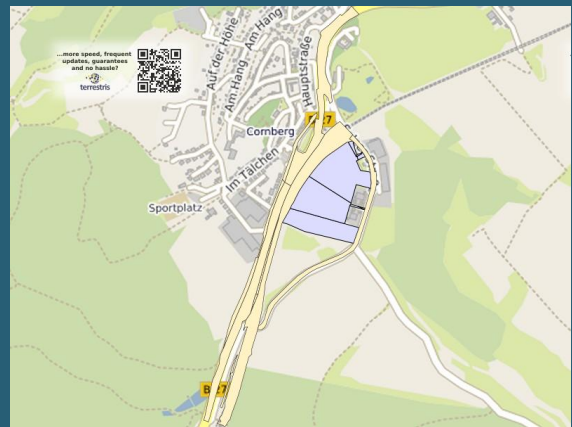 ...more speed, frequent
updates, guarantees
and no hassle?
terrestris
Auf der Höhe
Am Hang
Am Hang
Hauptstraße
B 27
Cornberg
Im Tälchen
Sportplatz
B 27